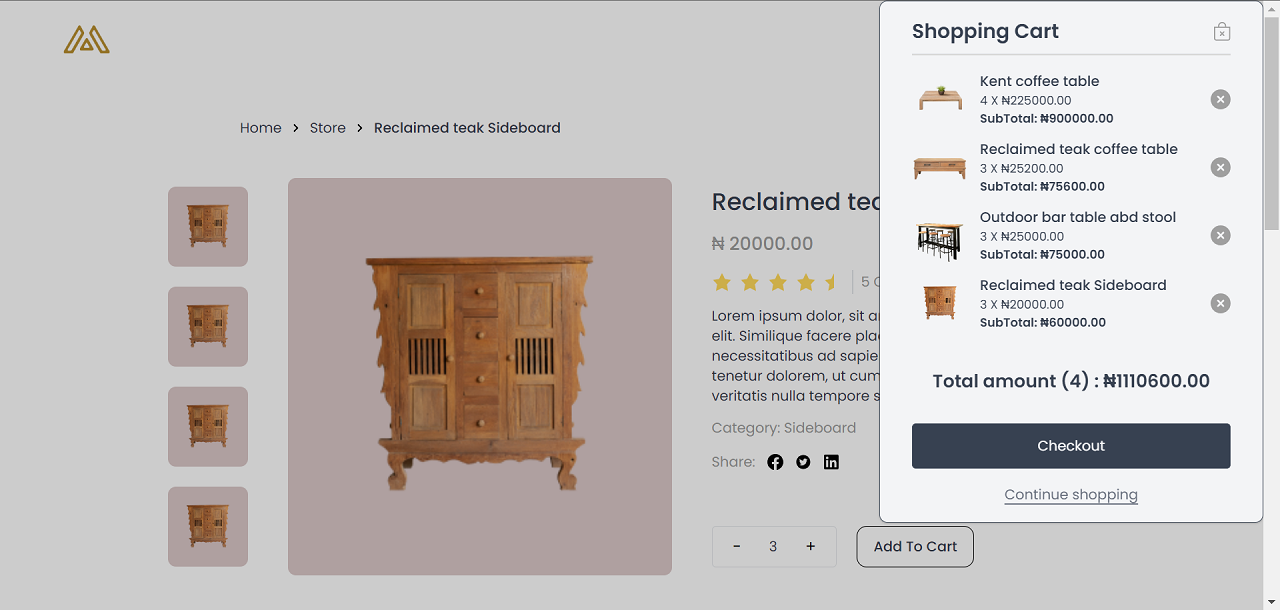 Shopping Cart
Kent coffee table
4 X ₦225000.00
SubTotal: ₦900000.00
Reclaimed teak coffee table
3 X ₦25200.00
SubTotal: ₦75600.00
Outdoor bar table abd stool
3 X ₦25000.00
SubTotal: ₦75000.00
Reclaimed teak Sideboard
3 X ₦20000.00
SubTotal: ₦60000.00
Total amount (4) : ₦1110600.00
Checkout
Continue shopping
Home > Store > Reclaimed teak Sideboard
Reclaimed
₦ 20000.00
5
Lorem ipsum dolor, sit
elit. Similique facere
necessitatibus ad
tenetur dolorem, ut
veritatis nulla tempore
Category: Sideboard
Share:
- 3 +
Add To Cart